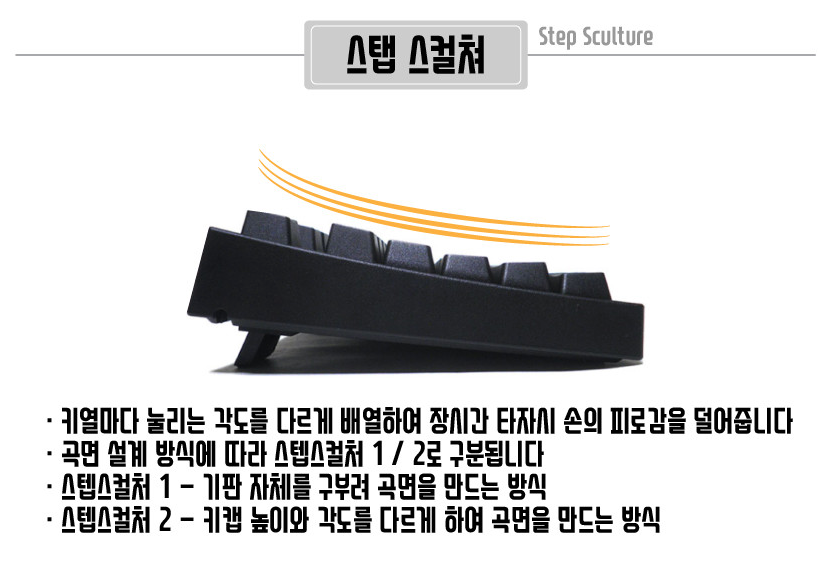 스탭 스컬쳐
Step Sculture
· 키열마다 눌리는 각도를 다르게 배열하여 장시간 타자시 손의 피로감을 덜어줍니다
· 곡면 설계 방식에 따라 스텝스컬처 1 / 2로 구분됩니다
· 스텝스컬처 1 - 기판 자체를 구부려 곡면을 만드는 방식
· 스텝스컬처 2 - 키캡 높이와 각도를 다르게 하여 곡면을 만드는 방식